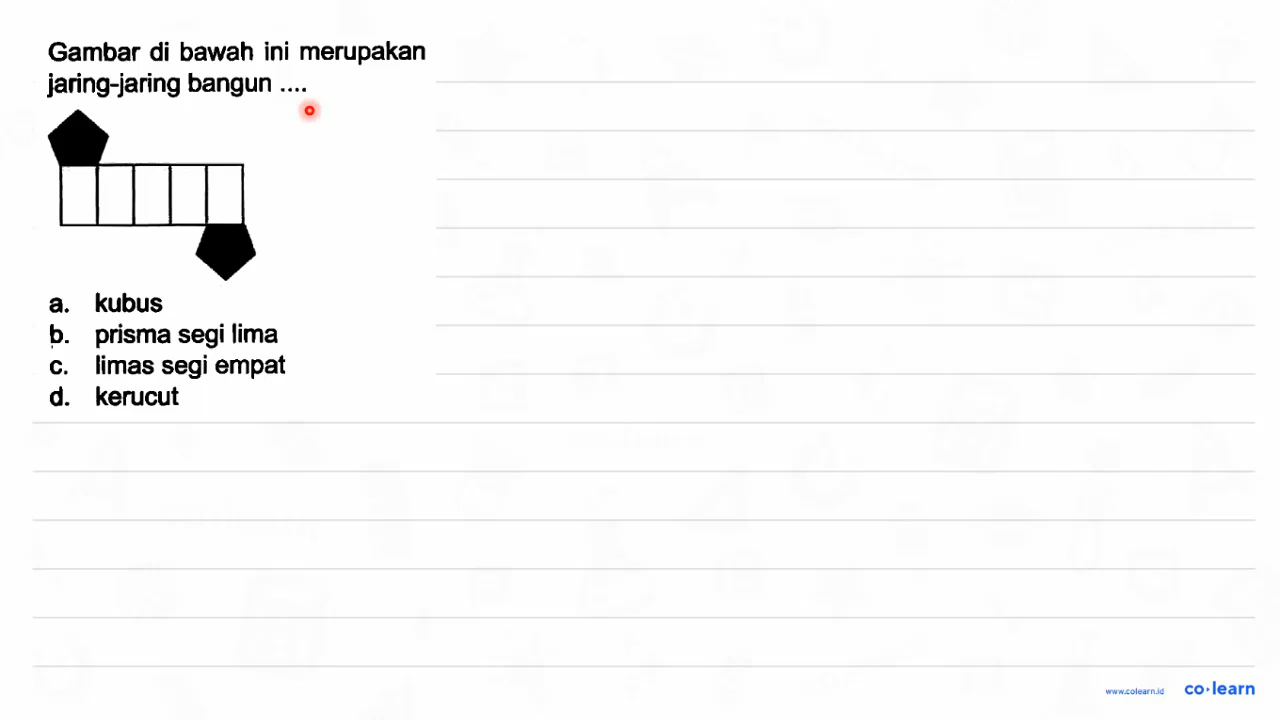 Gambar di bawah ini merupakan
jaring-jaring bangun ....
a. kubus
b. prisma segi lima
c. limas segi empat
d. kerucut
www.colearn.id co·learn